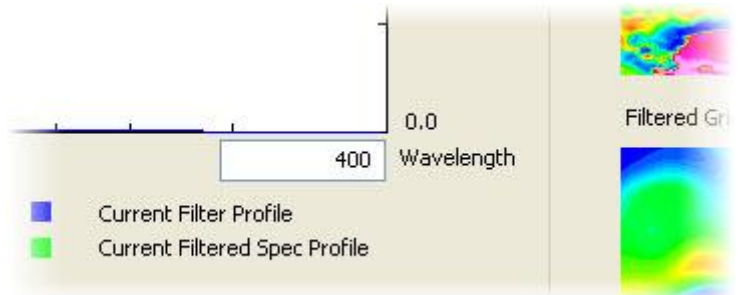 0.0
400 Wavelength
Current Filter Profile
Current Filtered Spec Profile
Filtered